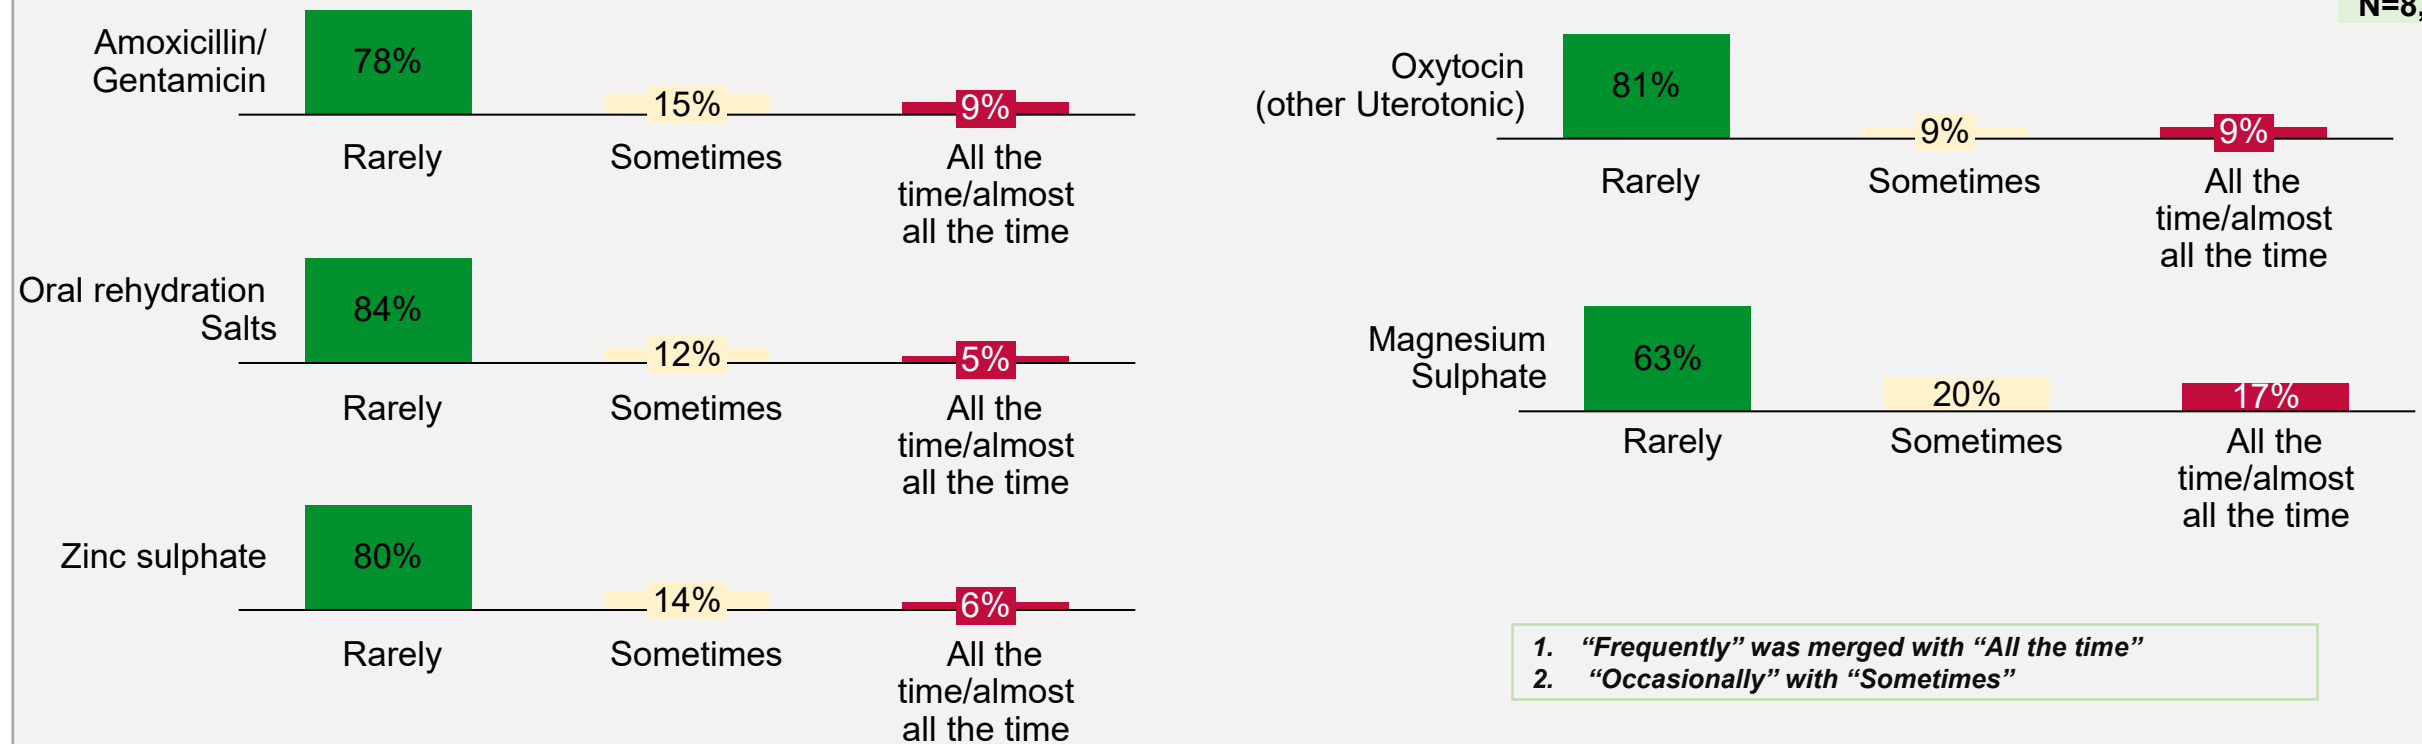 N=8,
Amoxicillin/
Gentamicin
78%
15%
9%
Rarely
Sometimes
All the
time/almost
all the time
Oral rehydration
Salts
84%
12%
5%
Rarely
Sometimes
All the
time/almost
all the time
Zinc sulphate
80%
14%
6%
Rarely
Sometimes
All the
time/almost
all the time
Oxytocin
(other Uterotonic)
81%
9%
9%
Rarely
Sometimes
All the
time/almost
all the time
Magnesium
Sulphate
63%
20%
17%
Rarely
Sometimes
All the
time/almost
all the time
1. “Frequently” was merged with “All the time”
2. “Occasionally” with “Sometimes”